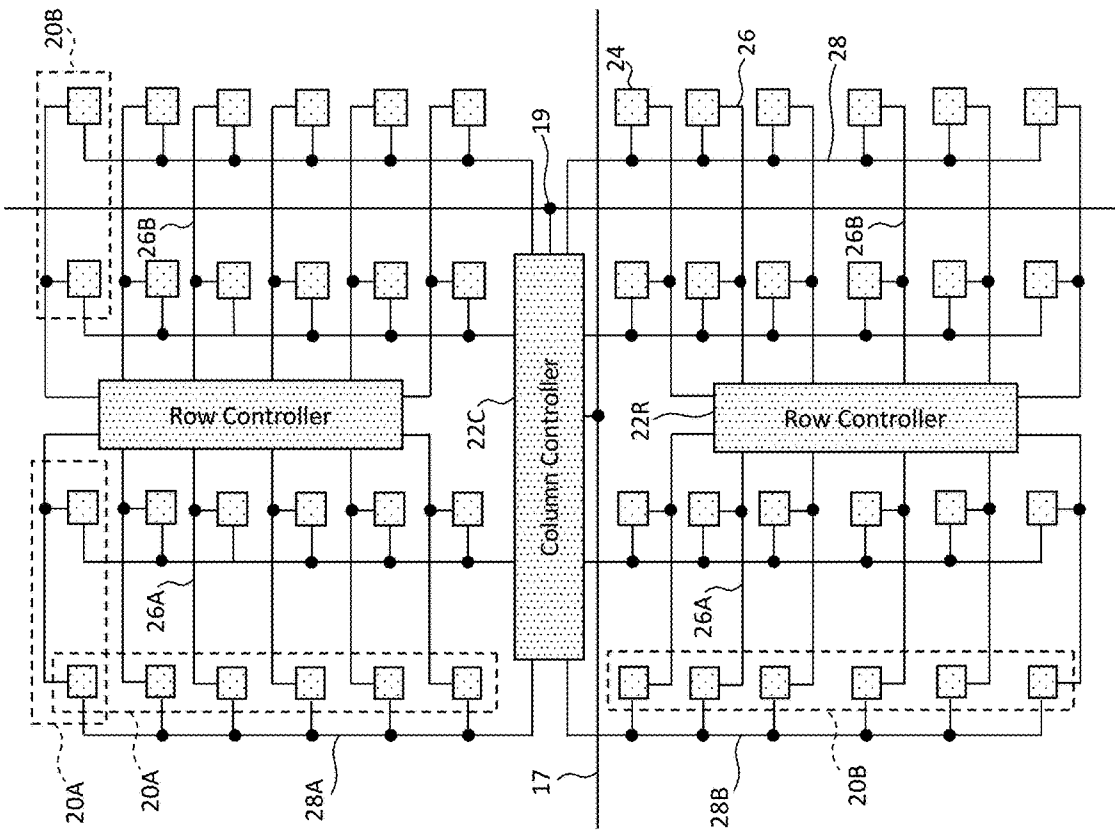 20B
24
26
28
19
26B
26B
Row Controller
22C
Column Controller
22R
Row Controller
26A
26A
20A
20A
28A
17
28B
20B